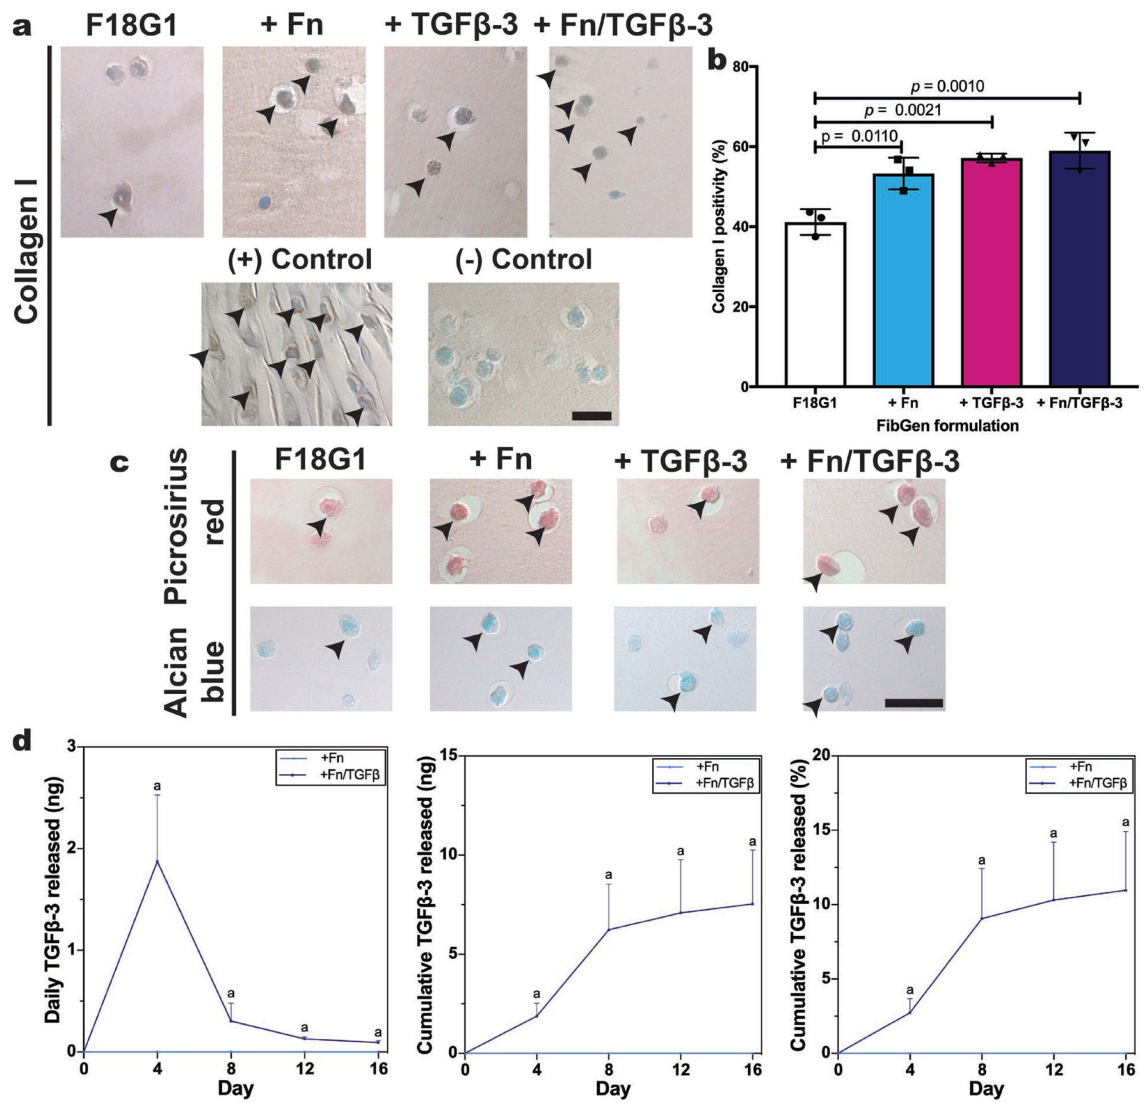 a
F18G1
+ Fn
+ TGFβ-3
+ Fn/TGFβ-3
Collagen I
(+) Control
(-) Control
b
80
60
40
20
0
Collagen I positivity (%)
p = 0.0010
p = 0.0021
p = 0.0110
F18G1
+ Fn
+ TGFβ-3
+ Fn/TGFβ-3
FibGen formulation
c
F18G1
+ Fn
+ TGFβ-3
+ Fn/TGFβ-3
Picrosirius
red
Alcian
blue
d
Daily TGFβ-3 released (ng)
3
2
1
0
+Fn
+Fn/TGFβ
a
a
a
a
0
4
8
12
16
Day
Cumulative TGFβ-3 released (ng)
15
10
5
0
+Fn
+Fn/TGFβ
a
a
a
a
0
4
8
12
16
Day
Cumulative TGFβ-3 released (%)
20
15
10
5
0
+Fn
+Fn/TGFβ
a
a
a
a
0
4
8
12
16
Day